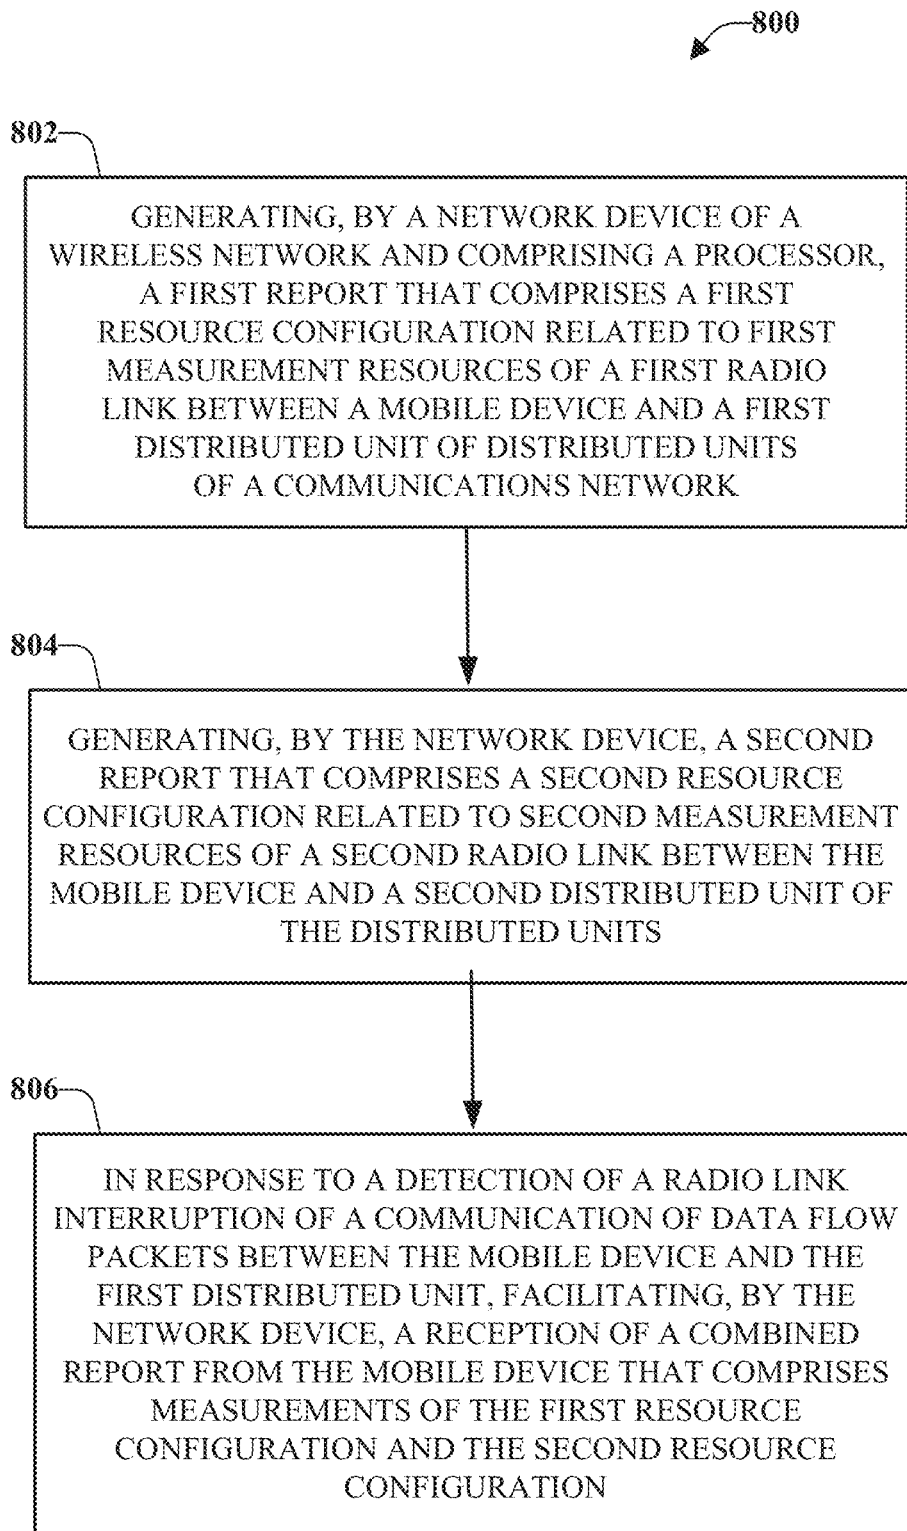 800
802
GENERATING, BY A NETWORK DEVICE OF A
WIRELESS NETWORK AND COMPRISING A PROCESSOR,
A FIRST REPORT THAT COMPRISES A FIRST
RESOURCE CONFIGURATION RELATED TO FIRST
MEASUREMENT RESOURCES OF A FIRST RADIO
LINK BETWEEN A MOBILE DEVICE AND A FIRST
DISTRIBUTED UNIT OF DISTRIBUTED UNITS
OF A COMMUNICATIONS NETWORK
804
GENERATING, BY THE NETWORK DEVICE, A SECOND
REPORT THAT COMPRISES A SECOND RESOURCE
CONFIGURATION RELATED TO SECOND MEASUREMENT
RESOURCES OF A SECOND RADIO LINK BETWEEN THE
MOBILE DEVICE AND A SECOND DISTRIBUTED UNIT OF
THE DISTRIBUTED UNITS
806
IN RESPONSE TO A DETECTION OF A RADIO LINK
INTERRUPTION OF A COMMUNICATION OF DATA FLOW
PACKETS BETWEEN THE MOBILE DEVICE AND THE
FIRST DISTRIBUTED UNIT, FACILITATING, BY THE
NETWORK DEVICE, A RECEPTION OF A COMBINED
REPORT FROM THE MOBILE DEVICE THAT COMPRISES
MEASUREMENTS OF THE FIRST RESOURCE
CONFIGURATION AND THE SECOND RESOURCE
CONFIGURATION